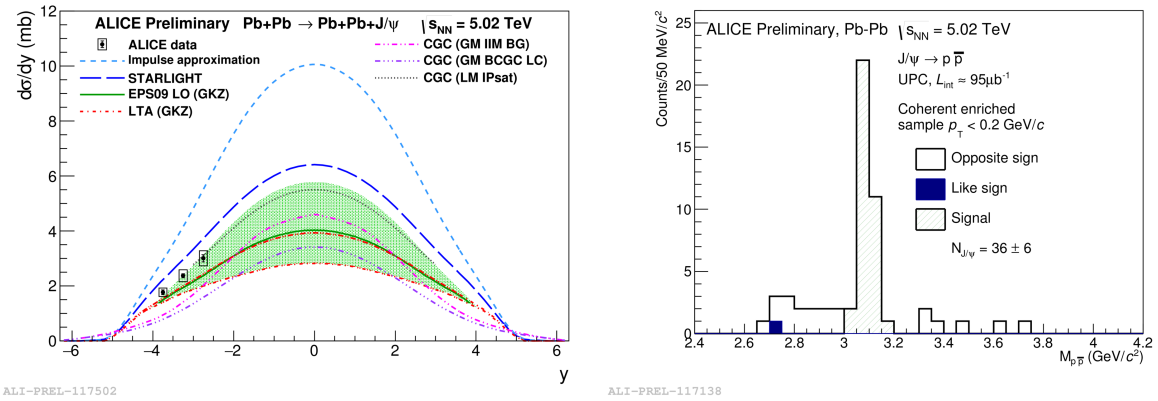 ALICE Preliminary Pb+Pb → Pb+Pb+J/ψ √sNN = 5.02 TeV
ALICE data
Impulse approximation
STARLIGHT
EPS09 LO (GKZ)
LTA (GKZ)
CGC (GM IIM BG)
CGC (GM BCGC LC)
CGC (LM IPsat)
dσ/dy (mb)
12
10
8
6
4
2
0
−6 −4 −2 0 2 4 6
y
ALI-PREL-117502
ALICE Preliminary, Pb-Pb √sNN = 5.02 TeV
J/ψ → p p̅
UPC, Lint ≈ 95μb-1
Coherent enriched
sample pT < 0.2 GeV/c
Opposite sign
Like sign
Signal
NJ/ψ = 36 ± 6
Counts/50 MeV/c2
25
20
15
10
5
0
2.4 2.6 2.8 3 3.2 3.4 3.6 3.8 4 4.2
Mpp̅ (GeV/c2)
ALI-PREL-117138